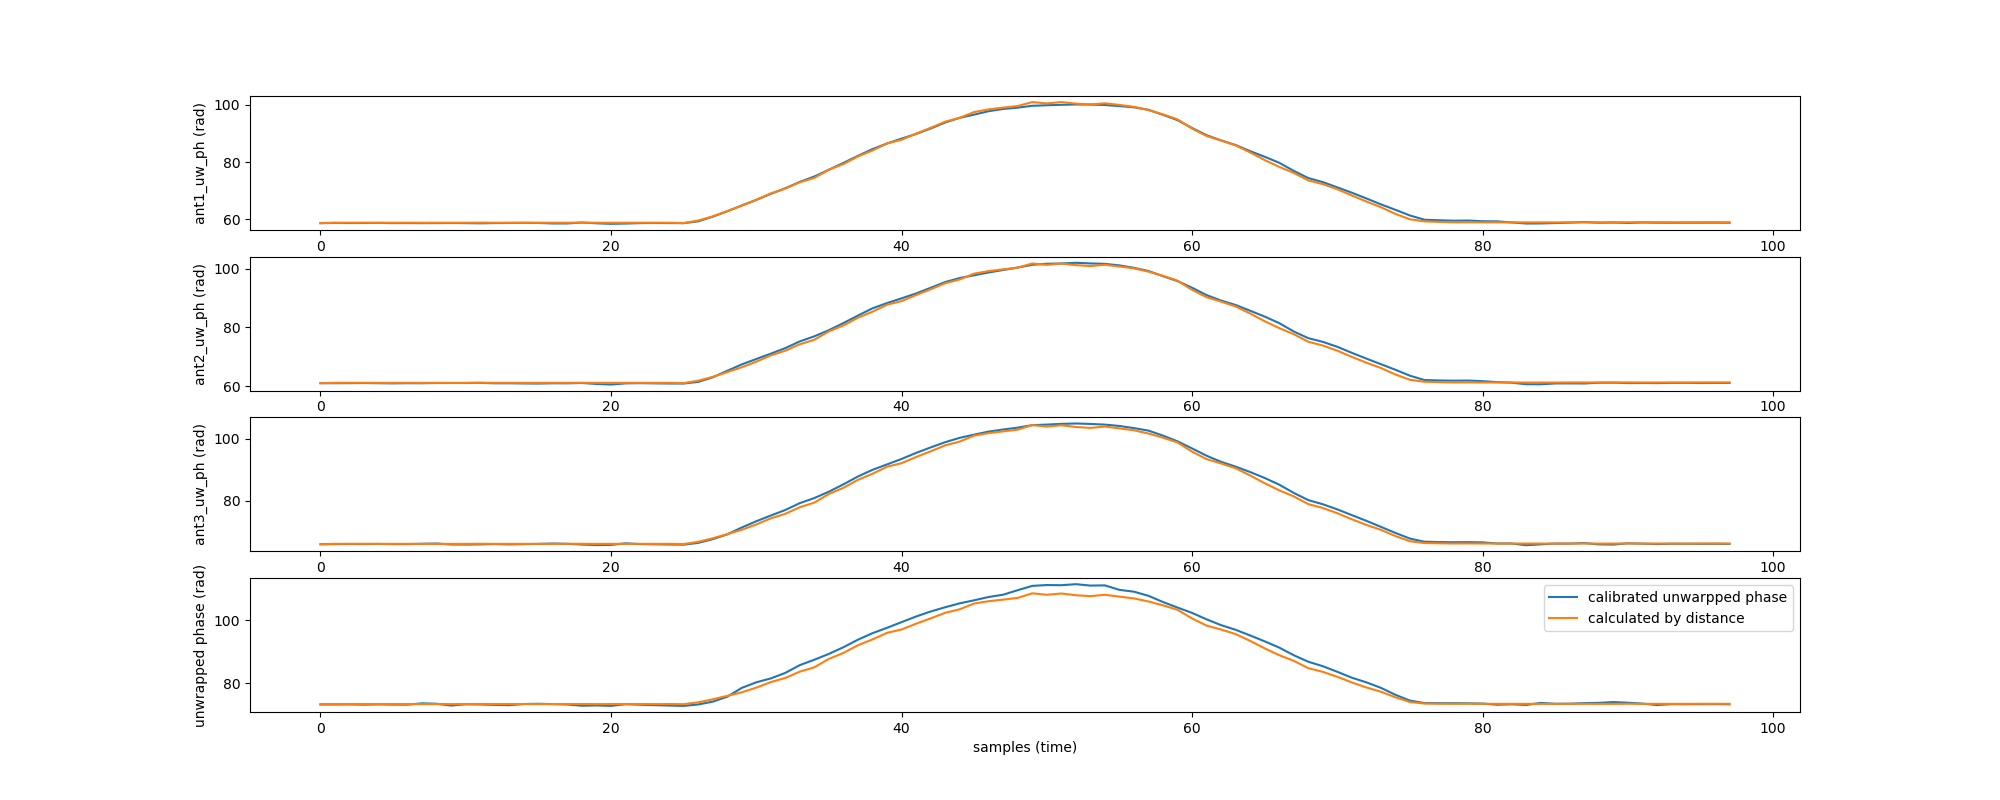 ant1_uw_ph (rad)
100
80
60
0 20 40 60 80 100
ant2_uw_ph (rad)
100
80
60
0 20 40 60 80 100
ant3_uw_ph (rad)
100
80
0 20 40 60 80 100
unwrapped phase (rad)
100
80
calibrated unwarpped phase
calculated by distance
0 20 40 60 80 100
samples (time)